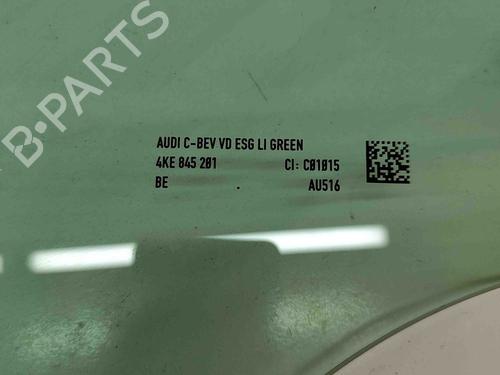 AUDI C-BEV VD ESG LI GREEN
4KE 845 201 CI: C01015
BE . AU516
B-PARTS